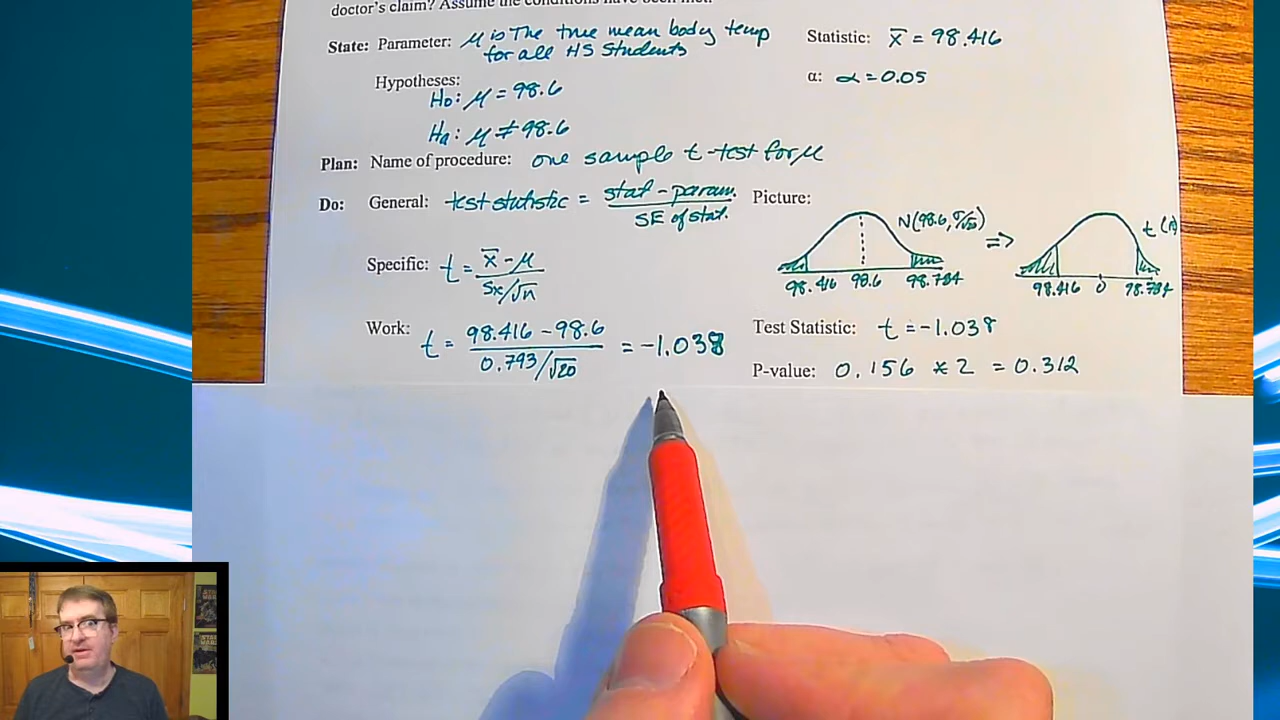 doctor's claim? Assume the conditions have been met.
State: Parameter: μ is the true mean body temp
for all HS Students
Statistic: x̄ = 98.416
Hypotheses:
H₀: μ = 98.6
α: α = 0.05
Hₐ: μ ≠ 98.6
Plan: Name of procedure: one sample t-test for μ
Do: General: test statistic = stat - param. / SE of stat.
Picture:
N(98.6, σ/√20) =>
98.416 98.6 98.784
98.416 0 98.784
Specific: t = x̄ - μ / Sx/√n
Work: t = 98.416 - 98.6 / 0.793/√20 = -1.038
Test Statistic: t = -1.038
P-value: 0.156 * 2 = 0.312